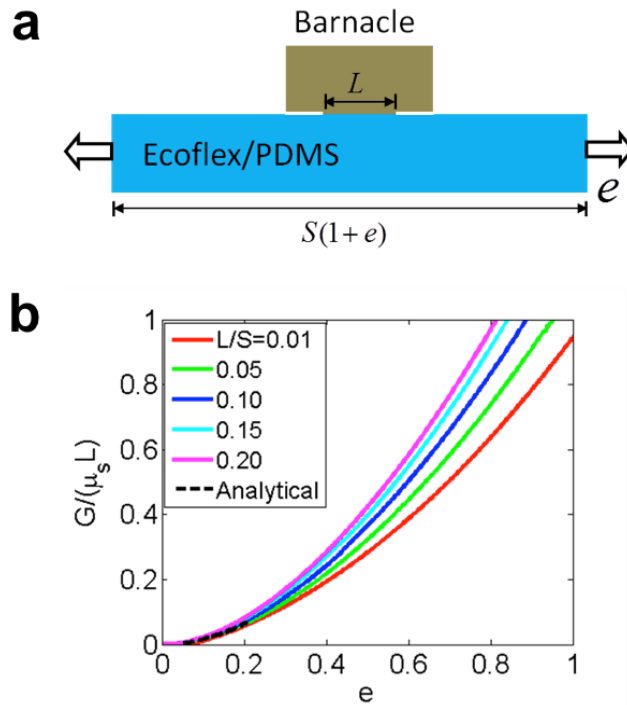 a
Barnacle
L
Ecoflex/PDMS
e
S(1+e)
b
1
0.8
0.6
0.4
0.2
0
G/(μₛL)
L/S=0.01
0.05
0.10
0.15
0.20
Analytical
0 0.2 0.4 0.6 0.8 1
e